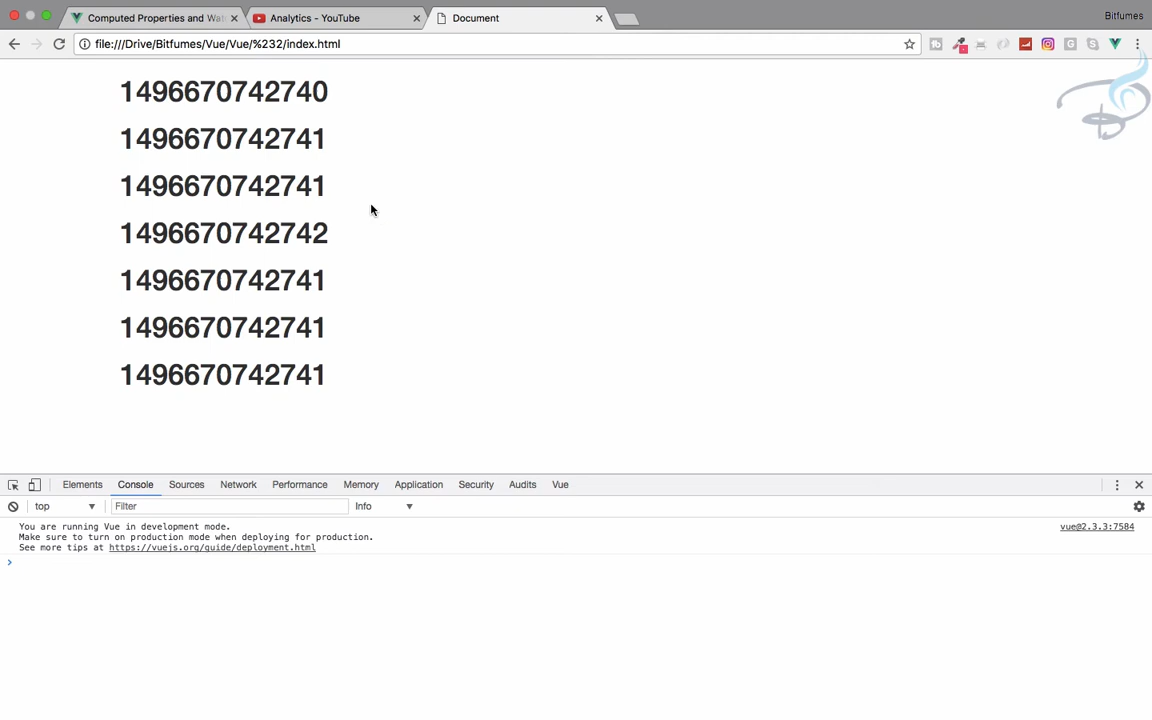 Computed Properties and Wat
Analytics - YouTube
Document
Bitfumes
file:///Drive/Bitfumes/Vue/Vue/%232/index.html
1496670742740
1496670742741
1496670742741
1496670742742
1496670742741
1496670742741
1496670742741
Elements Console Sources Network Performance Memory Application Security Audits Vue
top Filter Info
You are running Vue in development mode. vue@2.3.3:7584
Make sure to turn on production mode when deploying for production.
See more tips at https://vuejs.org/guide/deployment.html